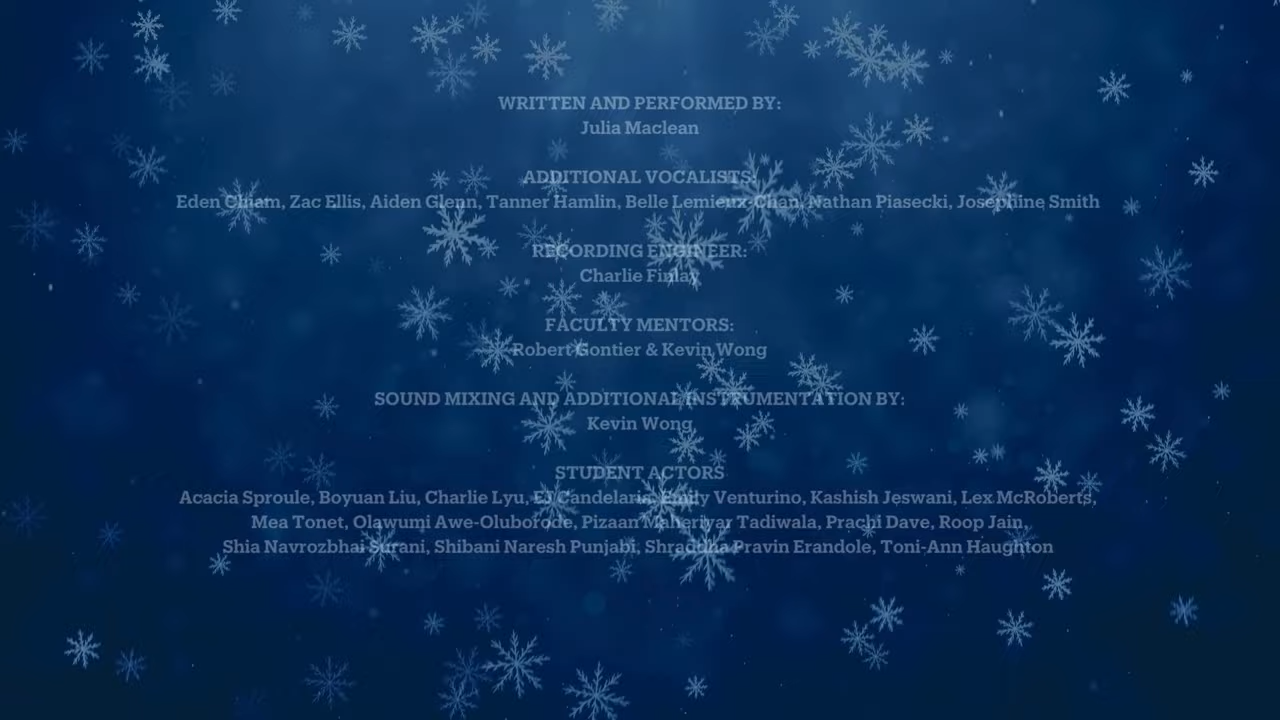 WRITTEN AND PERFORMED BY:
Julia Maclean
ADDITIONAL VOCALISTS:
Eden Chiam, Zac Ellis, Aiden Glenn, Tanner Hamlin, Belle Lemieux-Chan, Nathan Piasecki, Josephine Smith
RECORDING ENGINEER:
Charlie Finlay
FACULTY MENTORS:
Robert Gontier & Kevin Wong
SOUND MIXING AND ADDITIONAL INSTRUMENTATION BY:
Kevin Wong
STUDENT ACTORS
Acacia Sproule, Boyuan Liu, Charlie Lyu, EJ Candelaria, Emily Venturino, Kashish Jeswani, Lex McRoberts,
Mea Tonet, Olawumi Awe-Oluborode, Pizaan Maheriyar Tadiwala, Prachi Dave, Roop Jain,
Shia Navrozbhai Surani, Shibani Naresh Punjabi, Shraddha Pravin Erandole, Toni-Ann Haughton